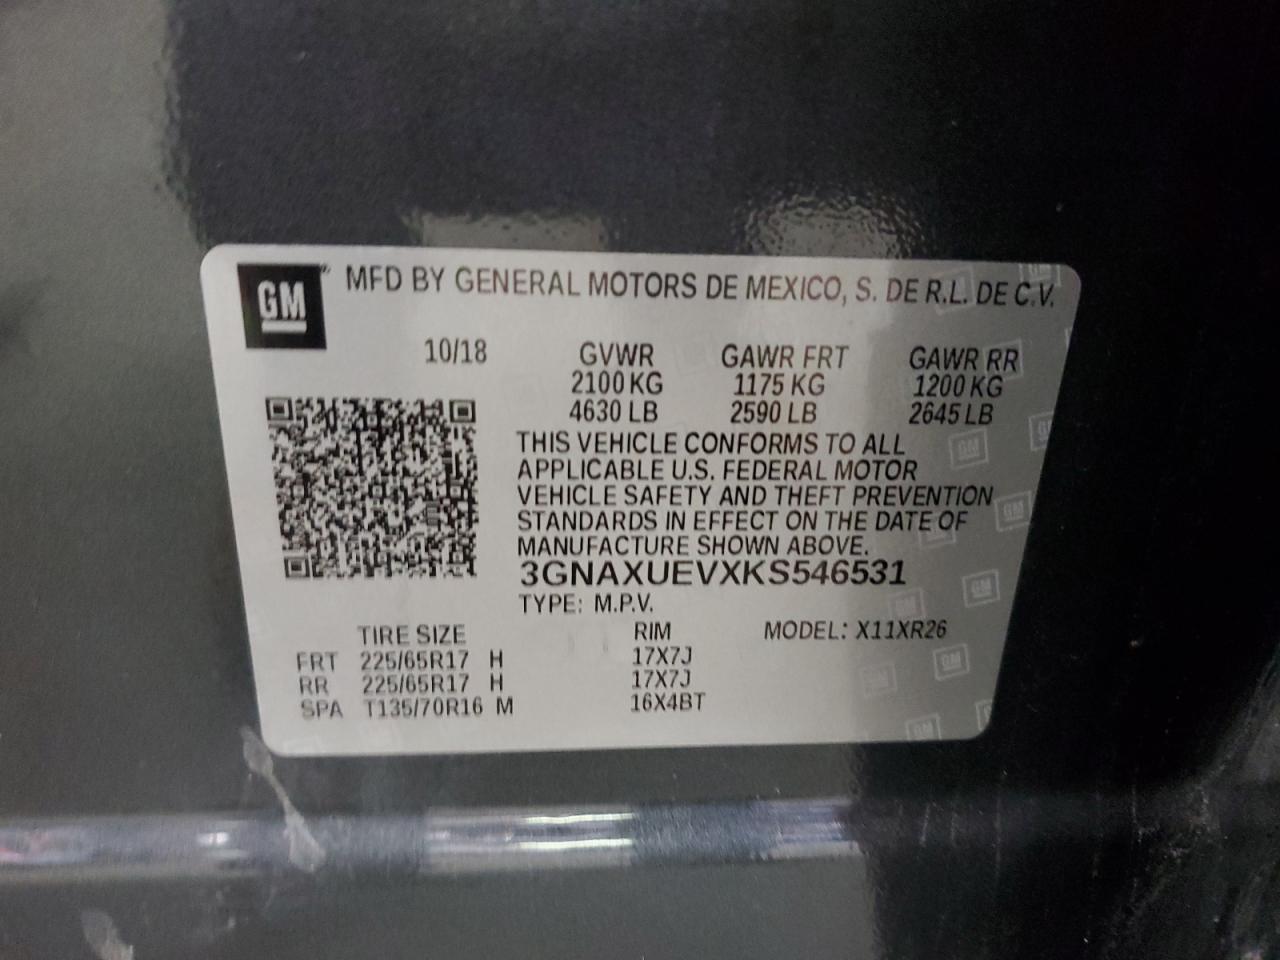 GM MFD BY GENERAL MOTORS DE MEXICO, S. DE R.L. DE C.V.
10/18 GVWR GAWR FRT GAWR RR
2100 KG 1175 KG 1200 KG
4630 LB 2590 LB 2645 LB
THIS VEHICLE CONFORMS TO ALL
APPLICABLE U.S. FEDERAL MOTOR
VEHICLE SAFETY AND THEFT PREVENTION
STANDARDS IN EFFECT ON THE DATE OF
MANUFACTURE SHOWN ABOVE.
3GNAXUEVXKS546531
TYPE: M.P.V.
TIRE SIZE RIM MODEL: X11XR26
FRT 225/65R17 H 17X7J
RR 225/65R17 H 17X7J
SPA T135/70R16 M 16X4BT